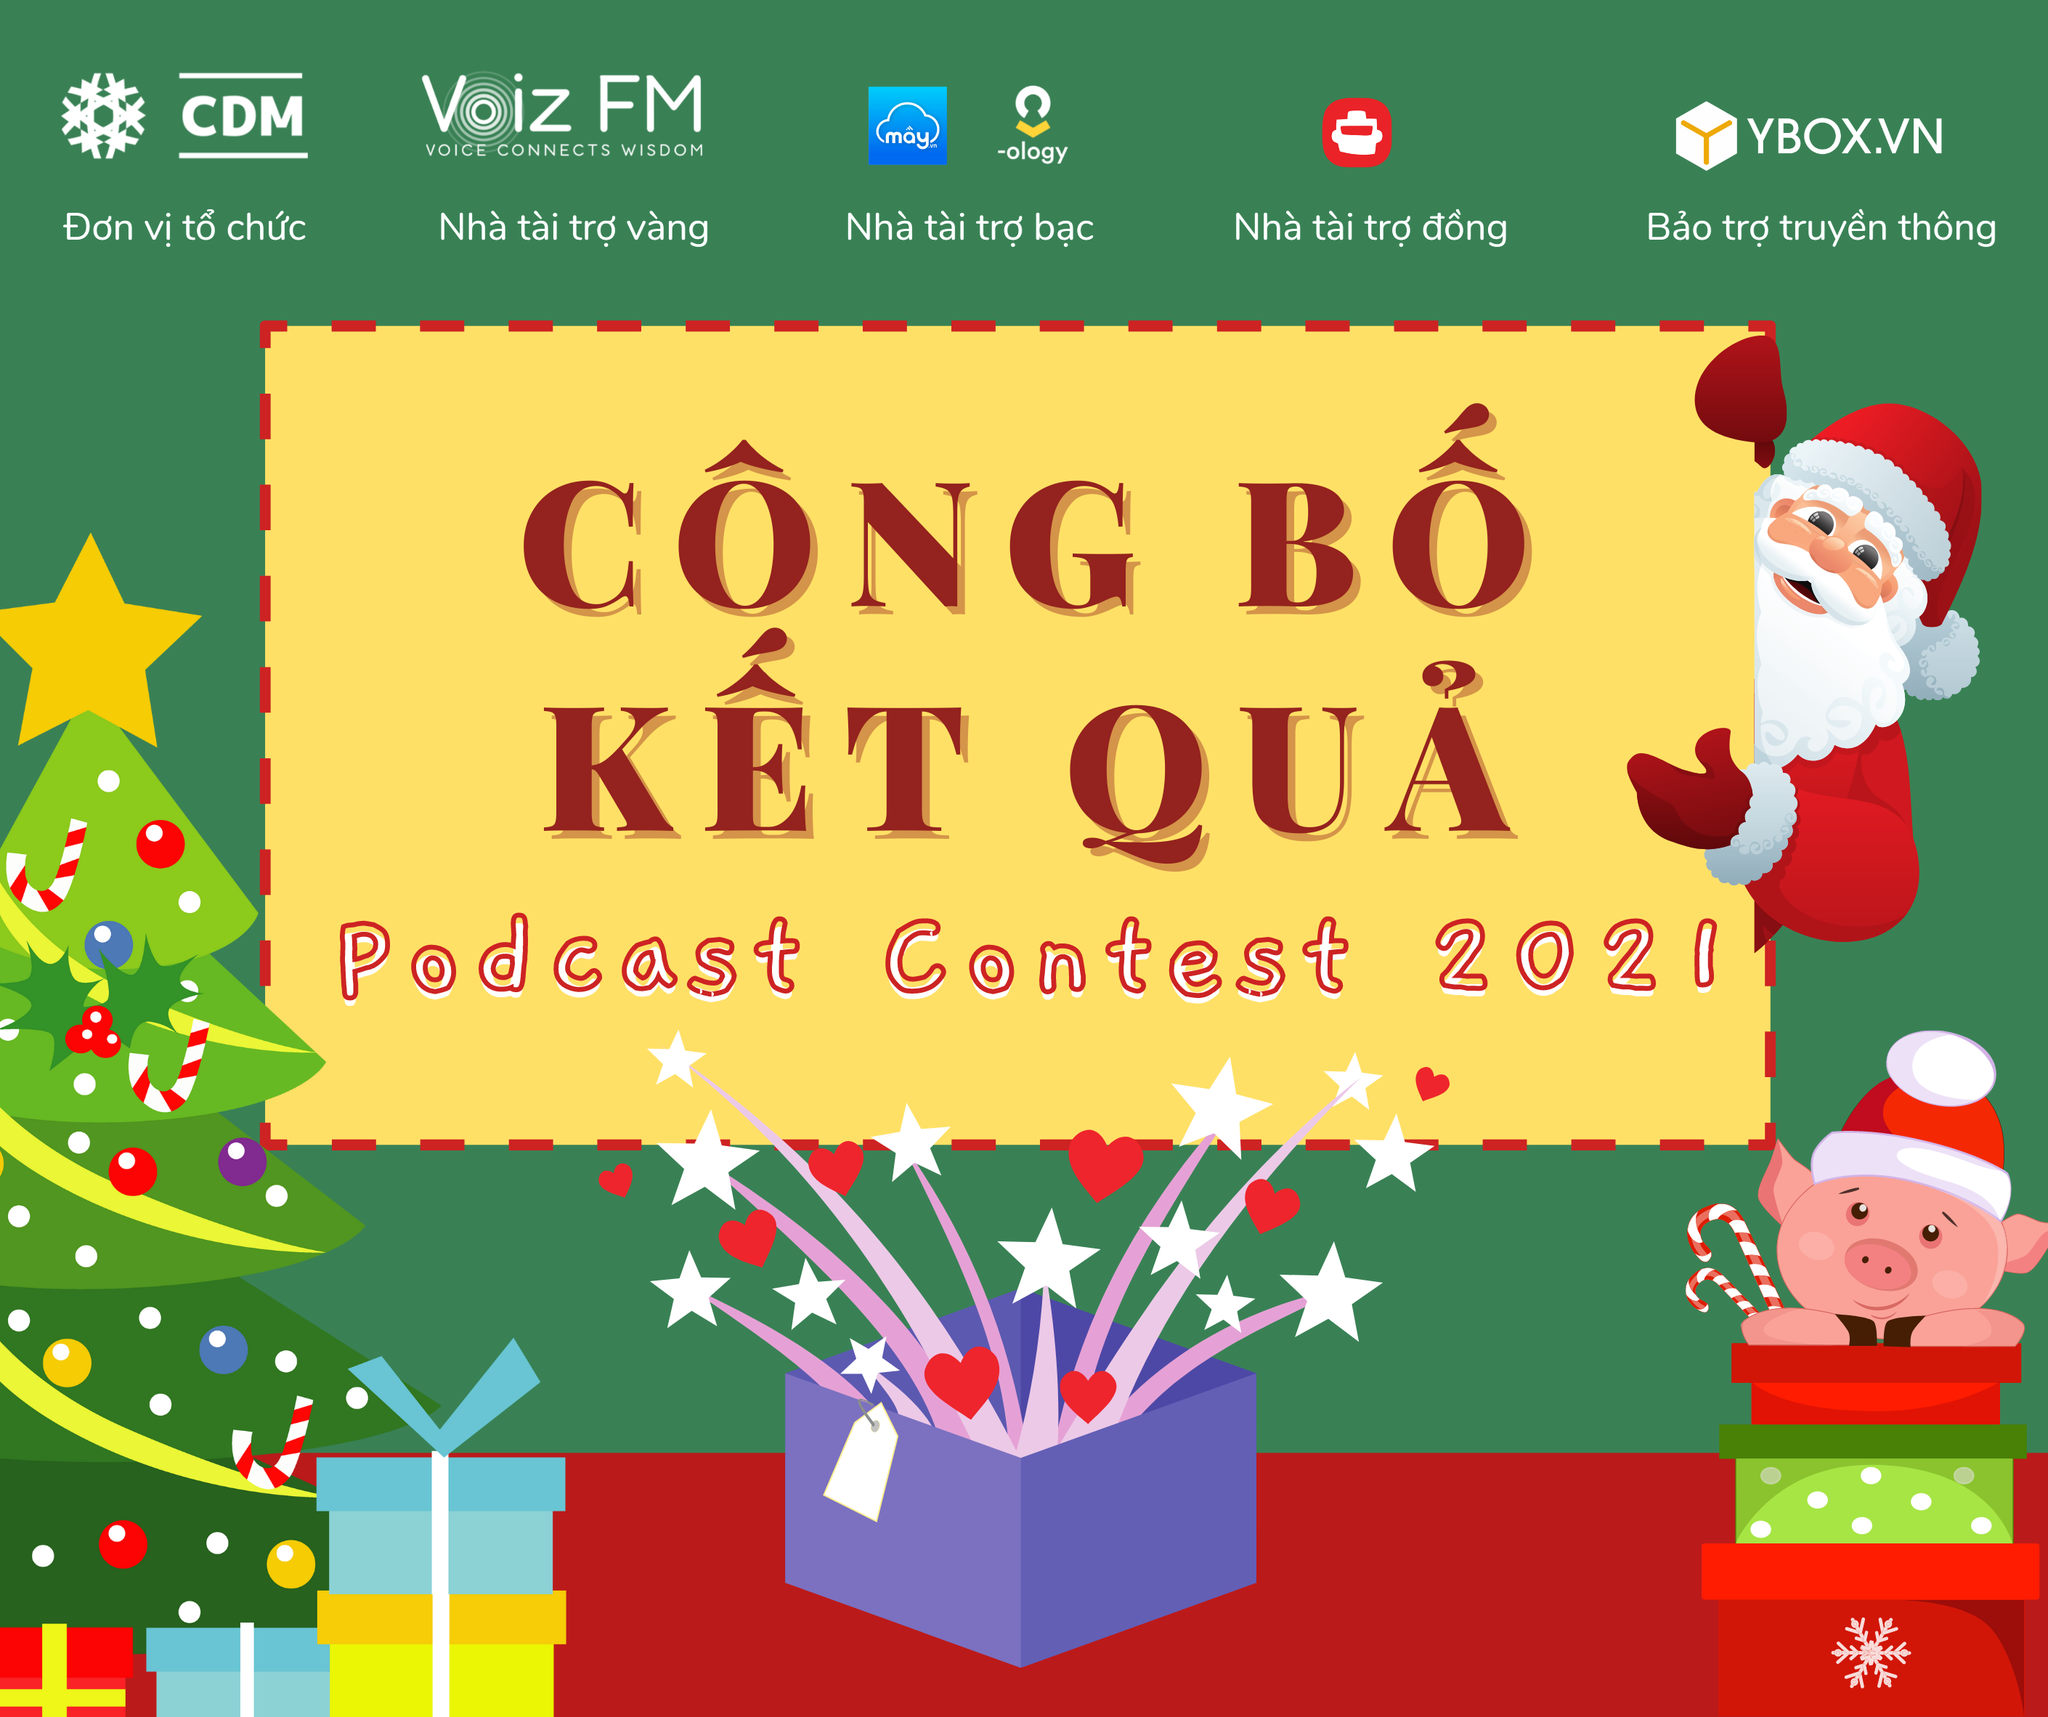 CDM
Voiz FM
VOICE CONNECTS WISDOM
mây.vn
-ology
YBOX.VN
Đơn vị tổ chức
Nhà tài trợ vàng
Nhà tài trợ bạc
Nhà tài trợ đồng
Bảo trợ truyền thông
CÔNG BỐ
KẾT QUẢ
Podcast Contest 2021